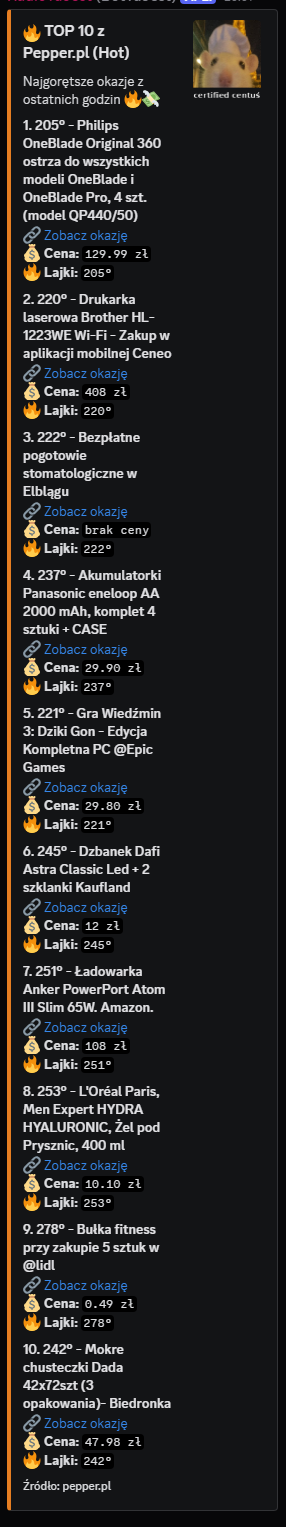 🔥 TOP 10 z
Pepper.pl (Hot)
certified centuś
Najgorętsze okazje z
ostatnich godzin 🔥💸
1. 205° - Philips
OneBlade Original 360
ostrza do wszystkich
modeli OneBlade i
OneBlade Pro, 4 szt.
(model QP440/50)
🔗 Zobacz okazję
💰 Cena: 129.99 zł
🔥 Lajki: 205°
2. 220° - Drukarka
laserowa Brother HL-
1223WE Wi-Fi - Zakup w
aplikacji mobilnej Ceneo
🔗 Zobacz okazję
💰 Cena: 408 zł
🔥 Lajki: 220°
3. 222° - Bezpłatne
pogotowie
stomatologiczne w
Elblągu
🔗 Zobacz okazję
💰 Cena: brak ceny
🔥 Lajki: 222°
4. 237° - Akumulatorki
Panasonic eneloop AA
2000 mAh, komplet 4
sztuki + CASE
🔗 Zobacz okazję
💰 Cena: 29.90 zł
🔥 Lajki: 237°
5. 221° - Gra Wiedźmin
3: Dziki Gon - Edycja
Kompletna PC @Epic
Games
🔗 Zobacz okazję
💰 Cena: 29.80 zł
🔥 Lajki: 221°
6. 245° - Dzbanek Dafi
Astra Classic Led + 2
szklanki Kaufland
🔗 Zobacz okazję
💰 Cena: 12 zł
🔥 Lajki: 245°
7. 251° - Ładowarka
Anker PowerPort Atom
III Slim 65W. Amazon.
🔗 Zobacz okazję
💰 Cena: 108 zł
🔥 Lajki: 251°
8. 253° - L'Oréal Paris,
Men Expert HYDRA
HYALURONIC, Żel pod
Prysznic, 400 ml
🔗 Zobacz okazję
💰 Cena: 10.10 zł
🔥 Lajki: 253°
9. 278° - Bułka fitness
przy zakupie 5 sztuk w
@lidl
🔗 Zobacz okazję
💰 Cena: 0.49 zł
🔥 Lajki: 278°
10. 242° - Mokre
chusteczki Dada
42x72szt (3
opakowania)- Biedronka
🔗 Zobacz okazję
💰 Cena: 47.98 zł
🔥 Lajki: 242°
Źródło: pepper.pl